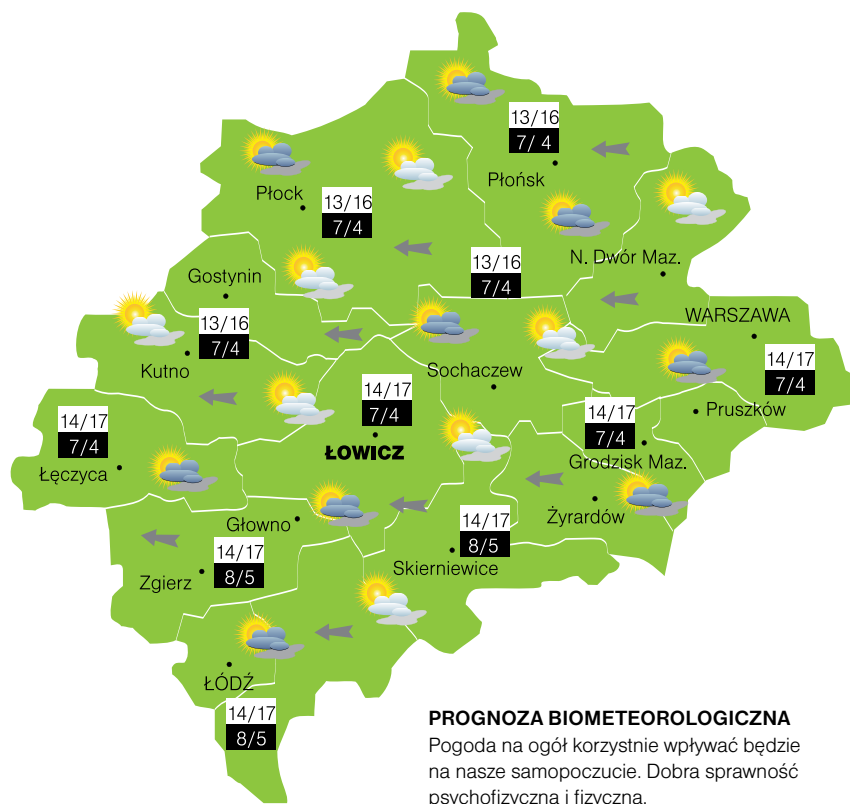 13/16
7/ 4
Płońsk
Płock
13/16
7/4
N. Dwór Maz.
13/16
7/4
Gostynin
13/16
7/4
Kutno
WARSZAWA
14/17
7/4
Sochaczew
14/17
7/4
ŁOWICZ
14/17
7/4
Pruszków
Grodzisk Maz.
14/17
7/4
Łęczyca
Żyrardów
Głowno
14/17
8/5
Skierniewice
14/17
8/5
Zgierz
ŁÓDŹ
14/17
8/5
PROGNOZA BIOMETEOROLOGICZNA
Pogoda na ogół korzystnie wpływać będzie
na nasze samopoczucie. Dobra sprawność
psychofizyczna i fizyczna.